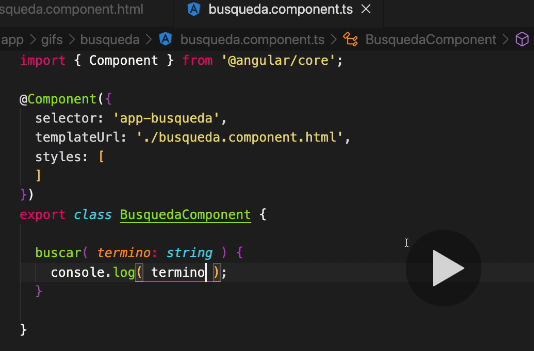 squeda.component.html busqueda.component.ts
app > gifs > busqueda > busqueda.component.ts > BusquedaComponent >
import { Component } from '@angular/core';
@Component({
selector: 'app-busqueda',
templateUrl: './busqueda.component.html',
styles: [
]
})
export class BusquedaComponent {
buscar( termino: string ) {
console.log( termino );
}
}